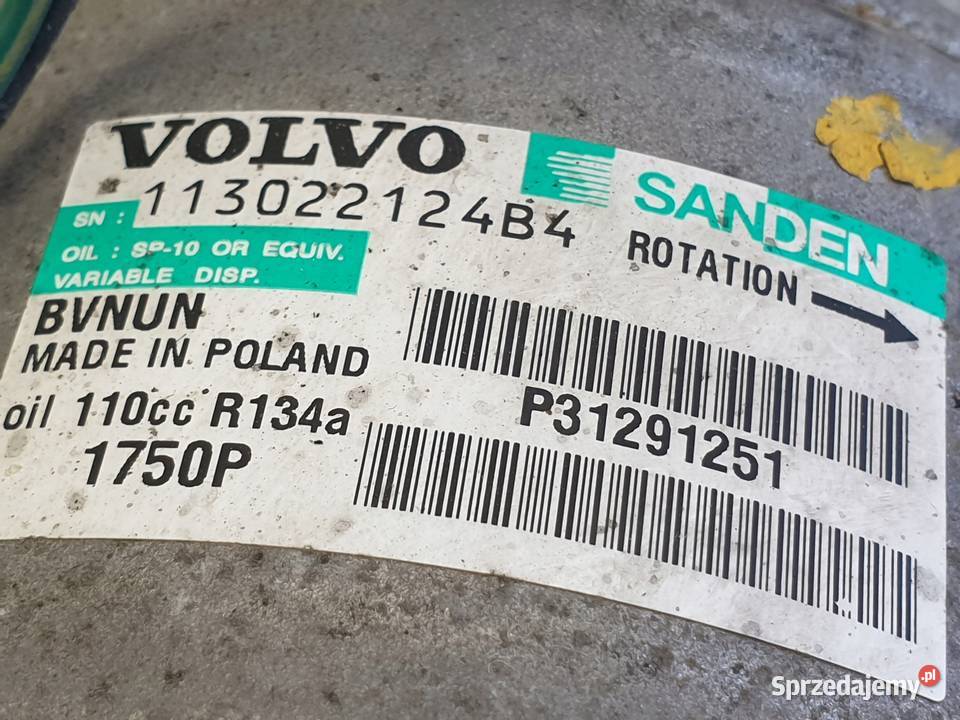 VOLVO
SANDEN
SN : 113022124B4
ROTATION
OIL : SP-10 OR EQUIV.
VARIABLE DISP.
BVNUN
MADE IN POLAND
oil 110cc R134a
P31291251
1750P
Sprzedajemy.pl